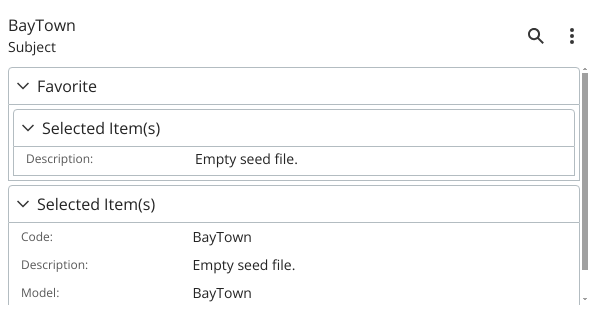 BayTown
Subject
Favorite
Selected Item(s)
Description: Empty seed file.
Selected Item(s)
Code: BayTown
Description: Empty seed file.
Model: BayTown